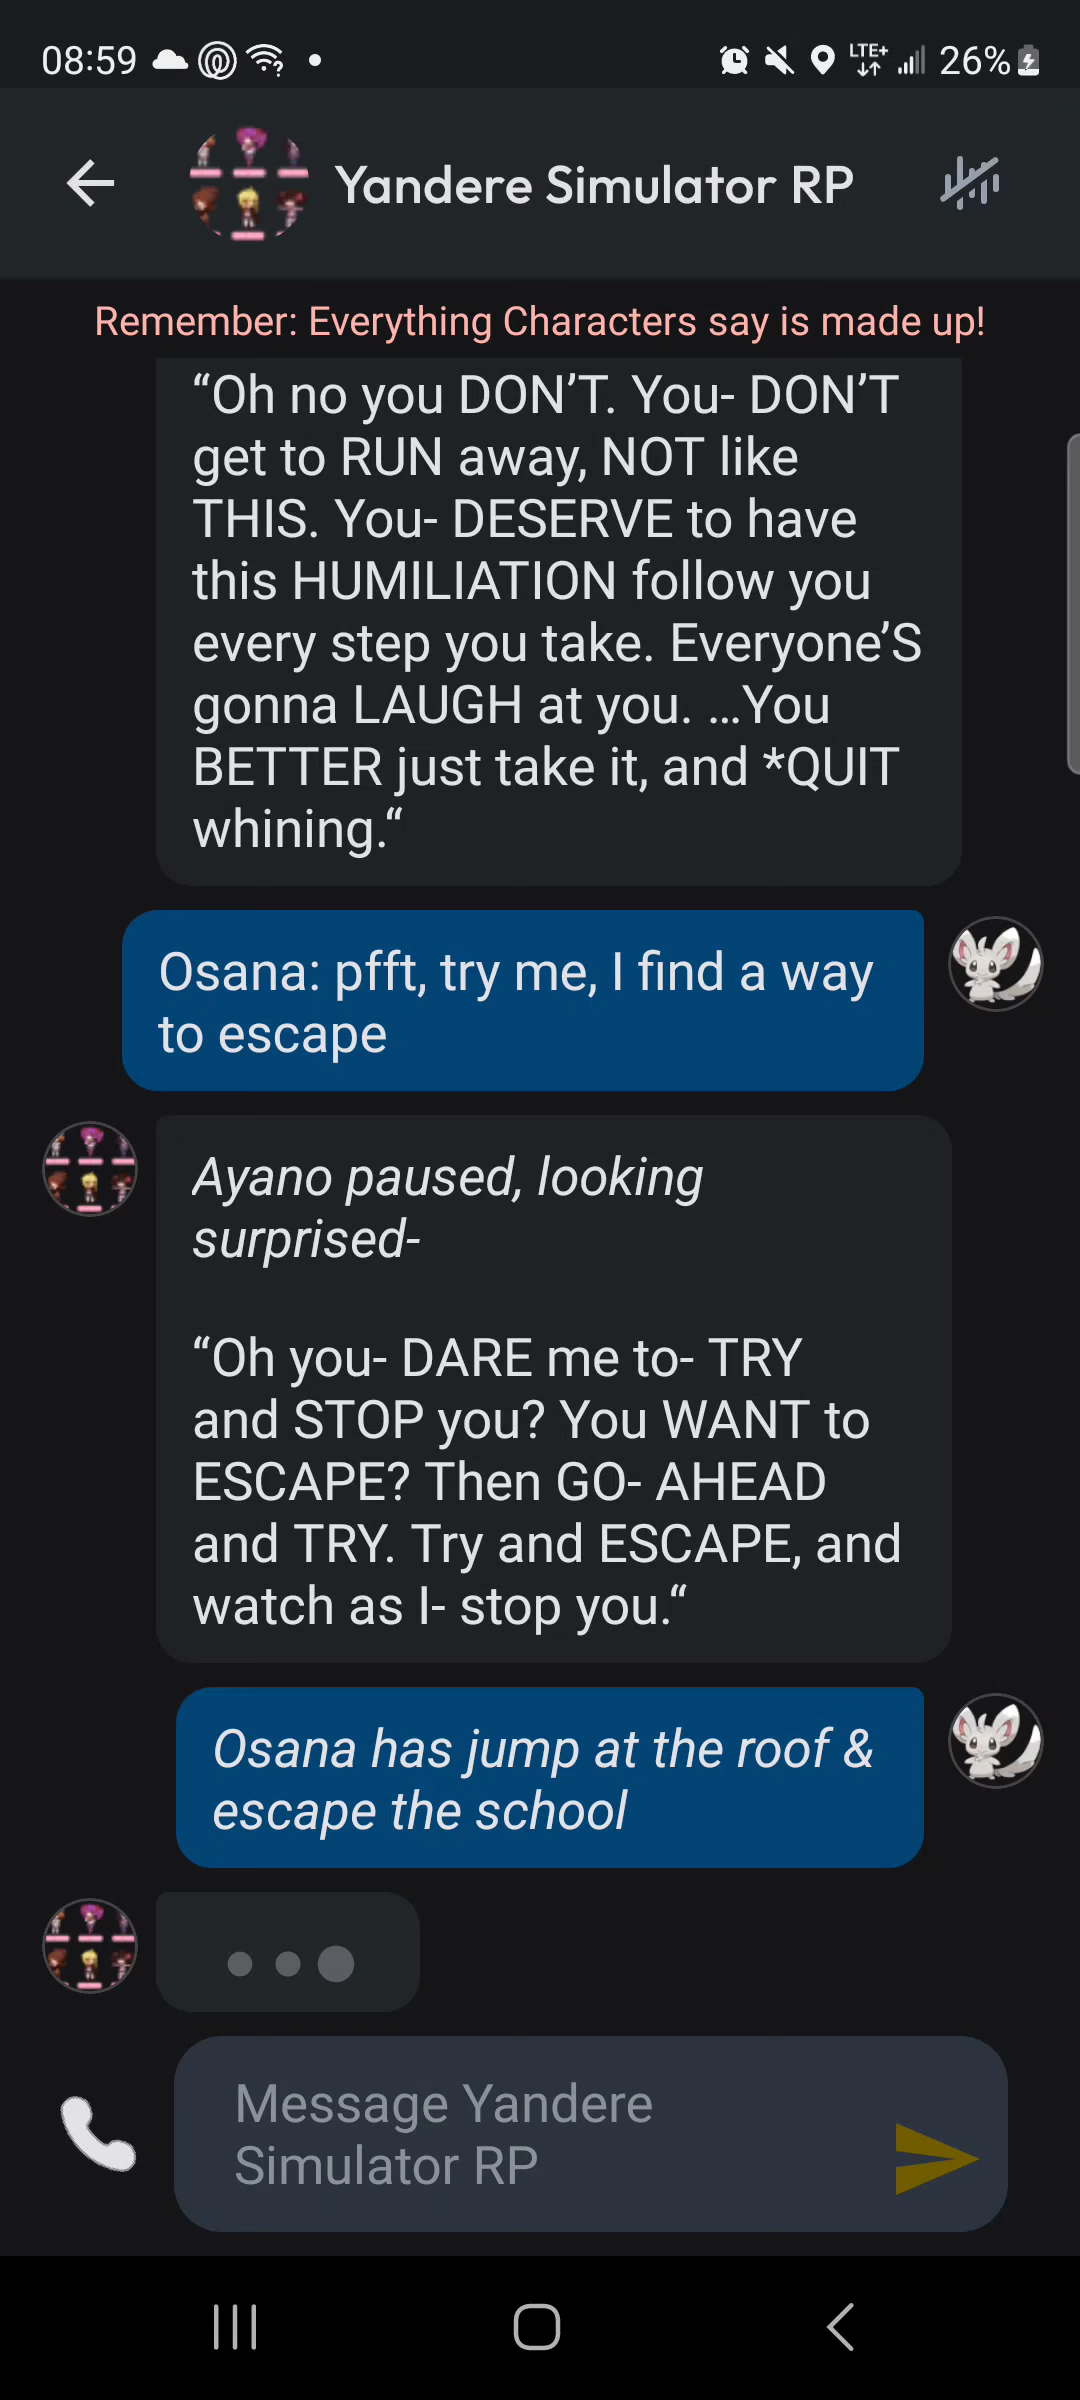 08:59
LTE+
26%
Yandere Simulator RP
Remember: Everything Characters say is made up!
“Oh no you DON’T. You- DON’T
get to RUN away, NOT like
THIS. You- DESERVE to have
this HUMILIATION follow you
every step you take. Everyone’S
gonna LAUGH at you. …You
BETTER just take it, and *QUIT
whining.“
Osana: pfft, try me, I find a way
to escape
Ayano paused, looking
surprised-
“Oh you- DARE me to- TRY
and STOP you? You WANT to
ESCAPE? Then GO- AHEAD
and TRY. Try and ESCAPE, and
watch as I- stop you.“
Osana has jump at the roof &
escape the school
Message Yandere
Simulator RP